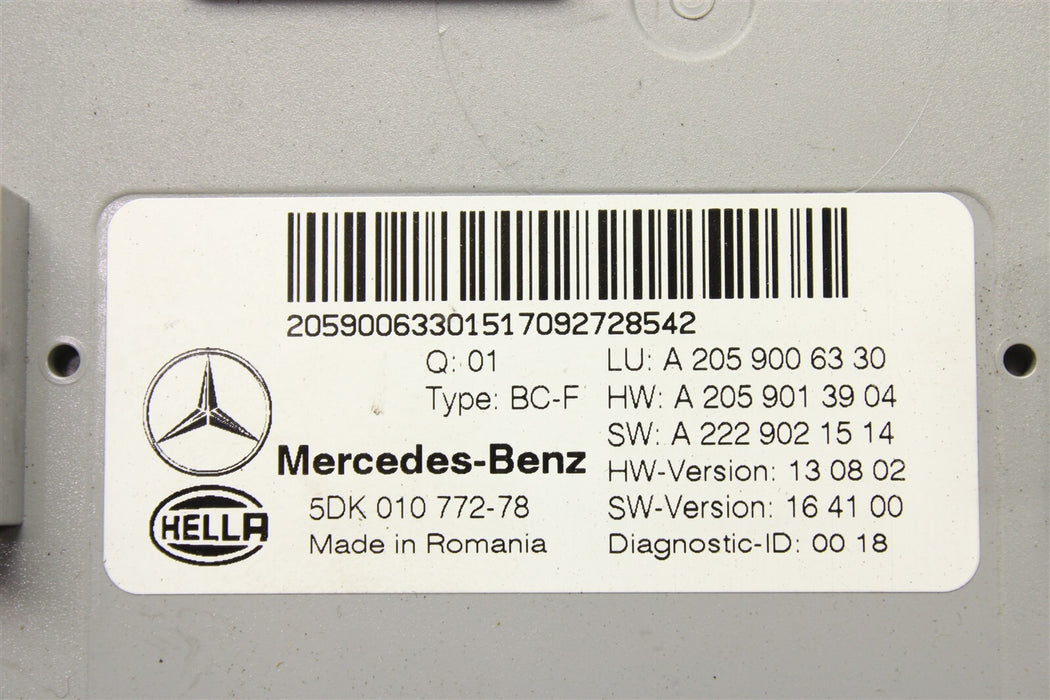 20590063301517092728542
Q: 01
LU: A 205 900 63 30
Type: BC-F
HW: A 205 901 39 04
SW: A 222 902 15 14
Mercedes-Benz
HW-Version: 13 08 02
5DK 010 772-78
SW-Version: 16 41 00
HELLA
Made in Romania
Diagnostic-ID: 00 18